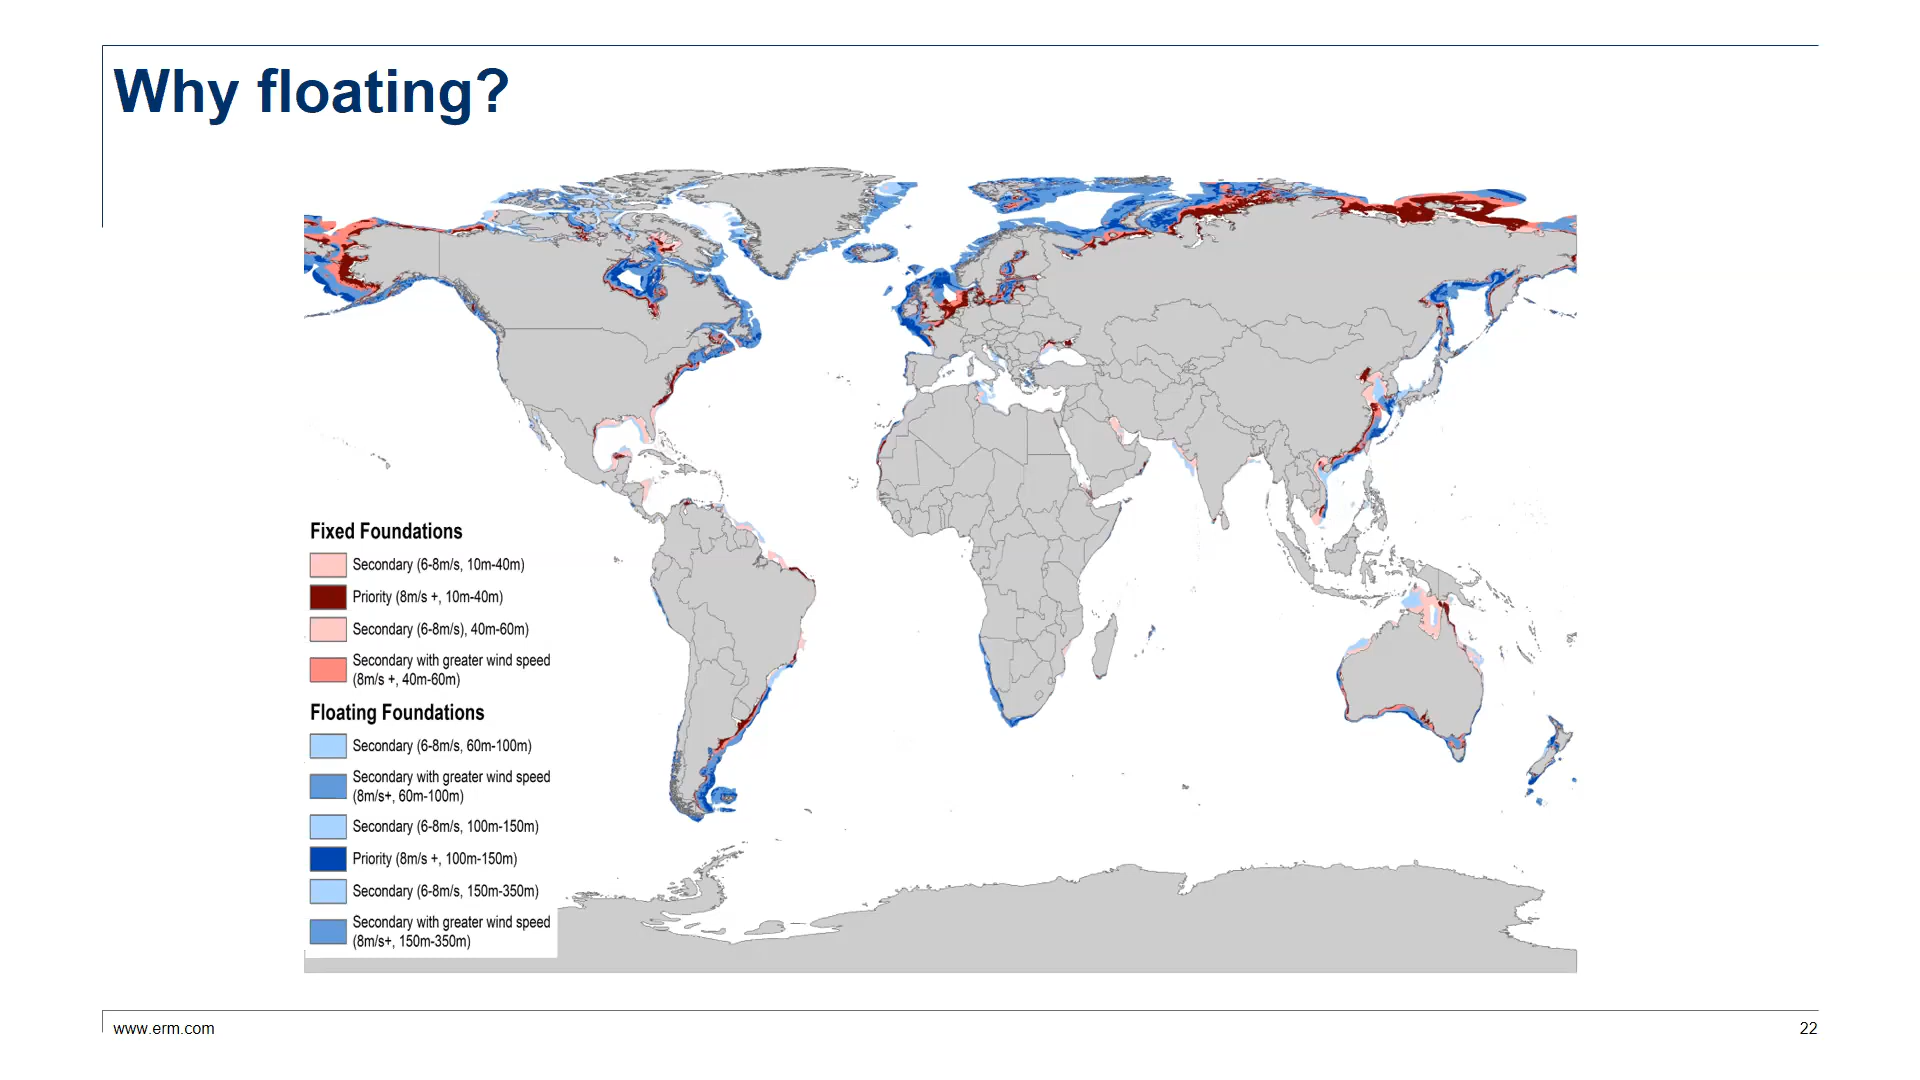 Why floating?
Fixed Foundations
Secondary (6-8m/s, 10m-40m)
Priority (8m/s +, 10m-40m)
Secondary (6-8m/s), 40m-60m)
Secondary with greater wind speed
(8m/s +, 40m-60m)
Floating Foundations
Secondary (6-8m/s, 60m-100m)
Secondary with greater wind speed
(8m/s+, 60m-100m)
Secondary (6-8m/s, 100m-150m)
Priority (8m/s +, 100m-150m)
Secondary (6-8m/s, 150m-350m)
Secondary with greater wind speed
(8m/s+, 150m-350m)
www.erm.com
22